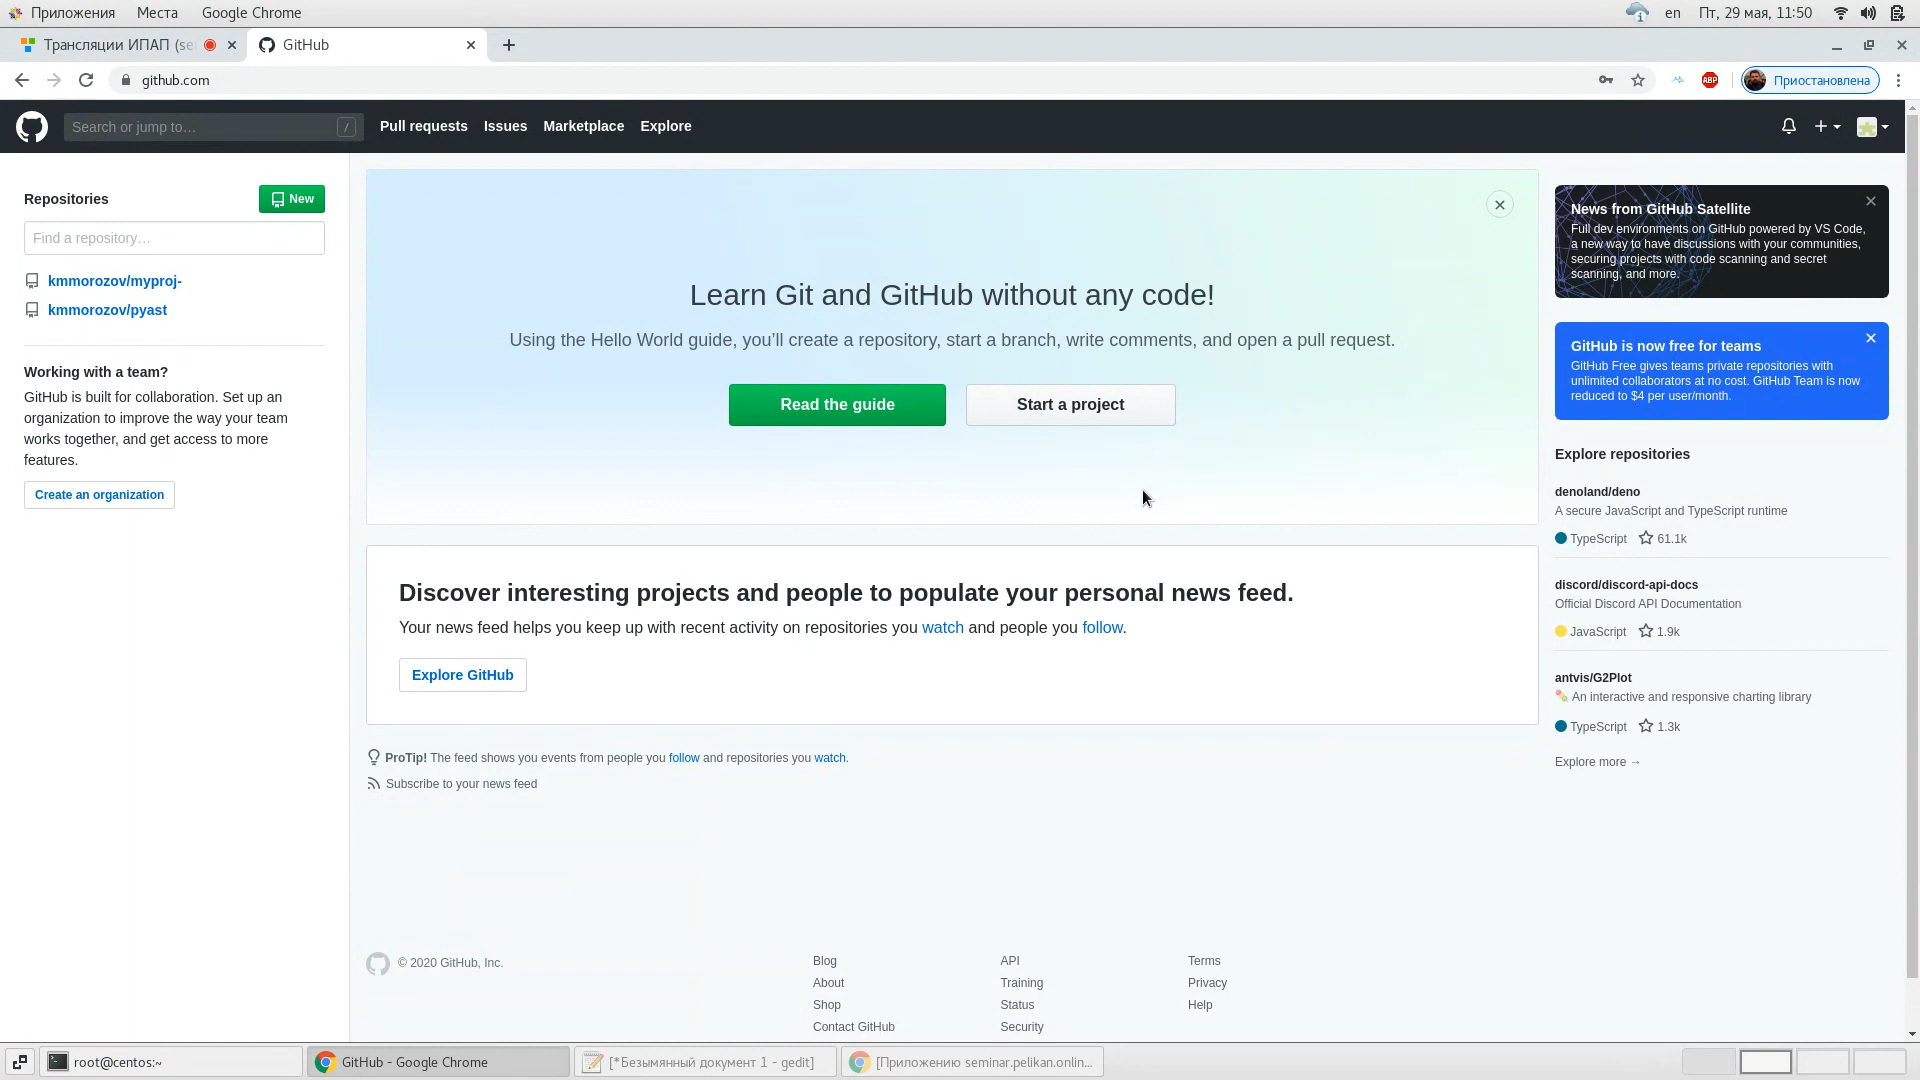 Приложения Места Google Chrome en Пт, 29 мая, 11:50
Трансляции ИПАП (se GitHub
github.com Приостановлена
Search or jump to… / Pull requests Issues Marketplace Explore
Repositories New
Find a repository…
kmmorozov/myproj-
kmmorozov/pyast
Working with a team?
GitHub is built for collaboration. Set up an
organization to improve the way your team
works together, and get access to more
features.
Create an organization
Learn Git and GitHub without any code!
Using the Hello World guide, you’ll create a repository, start a branch, write comments, and open a pull request.
Read the guide Start a project
Discover interesting projects and people to populate your personal news feed.
Your news feed helps you keep up with recent activity on repositories you watch and people you follow.
Explore GitHub
ProTip! The feed shows you events from people you follow and repositories you watch.
Subscribe to your news feed
News from GitHub Satellite
Full dev environments on GitHub powered by VS Code,
a new way to have discussions with your communities,
securing projects with code scanning and secret
scanning, and more.
GitHub is now free for teams
GitHub Free gives teams private repositories with
unlimited collaborators at no cost. GitHub Team is now
reduced to $4 per user/month.
Explore repositories
denoland/deno
A secure JavaScript and TypeScript runtime
TypeScript 61.1k
discord/discord-api-docs
Official Discord API Documentation
JavaScript 1.9k
antvis/G2Plot
An interactive and responsive charting library
TypeScript 1.3k
Explore more →
© 2020 GitHub, Inc.
Blog API Terms
About Training Privacy
Shop Status Help
Contact GitHub Security
root@centos:~ GitHub - Google Chrome [*Безымянный документ 1 - gedit] [Приложению seminar.pelikan.onlin...
ABP